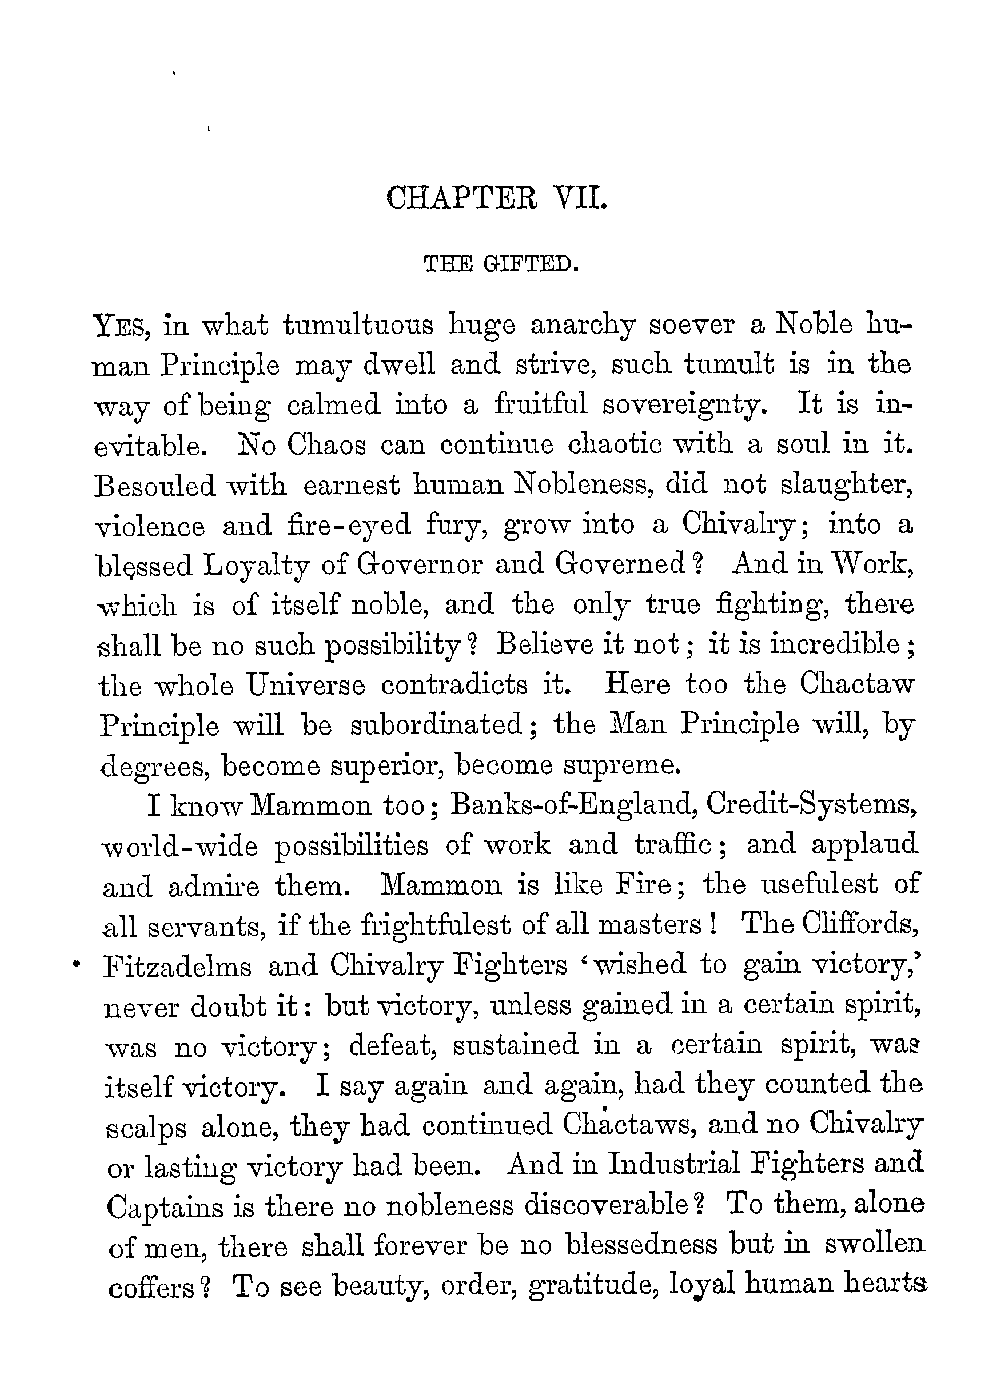 CHAPTER VII.
THE GIFTED.
YES, in what tumultuous huge anarchy soever a Noble hu-
man Principle may dwell and strive, such tumult is in the
way of being calmed into a fruitful sovereignty. It is in-
evitable. No Chaos can continue chaotic with a soul in it.
Besouled with earnest human Nobleness, did not slaughter,
violence and fire-eyed fury, grow into a Chivalry; into a
blessed Loyalty of Governor and Governed? And in Work,
which is of itself noble, and the only true fighting, there
shall be no such possibility? Believe it not; it is incredible;
the whole Universe contradicts it. Here too the Chactaw
Principle will be subordinated; the Man Principle will, by
degrees, become superior, become supreme.
I know Mammon too; Banks-of-England, Credit-Systems,
world-wide possibilities of work and traffic; and applaud
and admire them. Mammon is like Fire; the usefulest of
all servants, if the frightfulest of all masters! The Cliffords,
Fitzadelms and Chivalry Fighters ‘wished to gain victory,’
never doubt it: but victory, unless gained in a certain spirit,
was no victory; defeat, sustained in a certain spirit, was
itself victory. I say again and again, had they counted the
scalps alone, they had continued Chactaws, and no Chivalry
or lasting victory had been. And in Industrial Fighters and
Captains is there no nobleness discoverable? To them, alone
of men, there shall forever be no blessedness but in swollen
coffers? To see beauty, order, gratitude, loyal human hearts